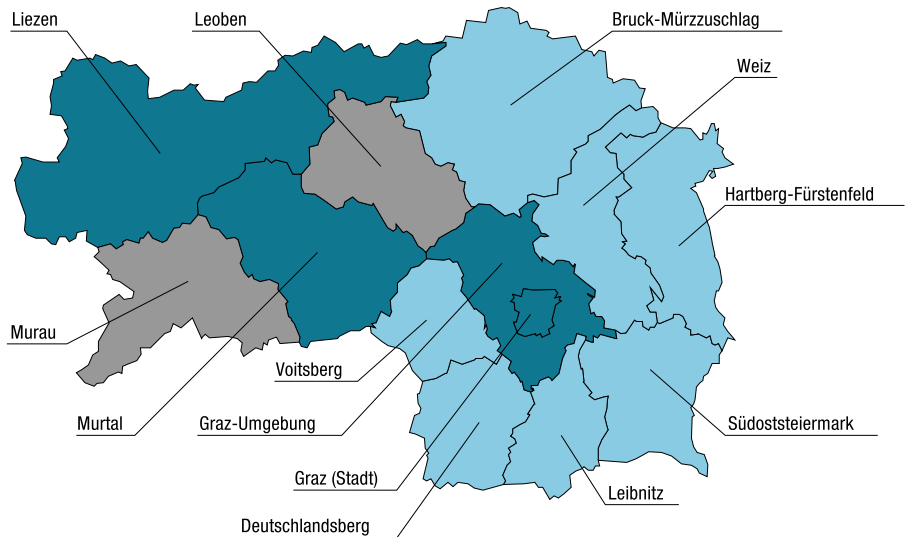 Liezen
Leoben
Bruck-Mürzzuschlag
Weiz
Hartberg-Fürstenfeld
Murau
Voitsberg
Murtal
Graz-Umgebung
Südoststeiermark
Graz (Stadt)
Leibnitz
Deutschlandsberg